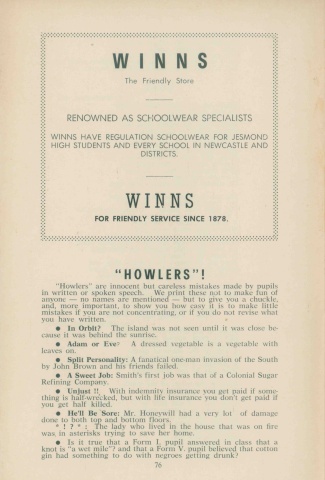 WINNS
The Friendly Store
RENOWNED AS SCHOOLWEAR SPECIALISTS
WINNS HAVE REGULATION SCHOOLWEAR FOR JESMOND
HIGH STUDENTS AND EVERY SCHOOL IN NEWCASTLE AND
DISTRICTS.
WINNS
FOR FRIENDLY SERVICE SINCE 1878.
"HOWLERS"!
"Howlers" are innocent but careless mistakes made by pupils
in written or spoken speech. We print these not to make fun of
anyone — no names are mentioned — but to give you a chuckle,
and, more important, to show you how easy it is to make little
mistakes if you are not concentrating, or if you do not revise what
you have written.
● In Orbit? The island was not seen until it was close be-
cause it was behind the sunrise.
● Adam or Eve? A dressed vegetable is a vegetable with
leaves on.
● Split Personality: A fanatical one-man invasion of the South
by John Brown and his friends failed.
● A Sweet Job: Smith's first job was that of a Colonial Sugar
Refining Company.
● Unjust !! With indemnity insurance you get paid if some-
thing is half-wrecked, but with life insurance you don't get paid if
you get half killed.
● He'll Be Sore: Mr. Honeywill had a very lot of damage
done to both top and bottom floors.
* ! ? * : The lady who lived in the house that was on fire
was in asterisks trying to save her home.
● Is it true that a Form I. pupil answered in class that a
knot is "a wet mile"? and that a Form V. pupil believed that cotton
gin had something to do with negroes getting drunk?
76